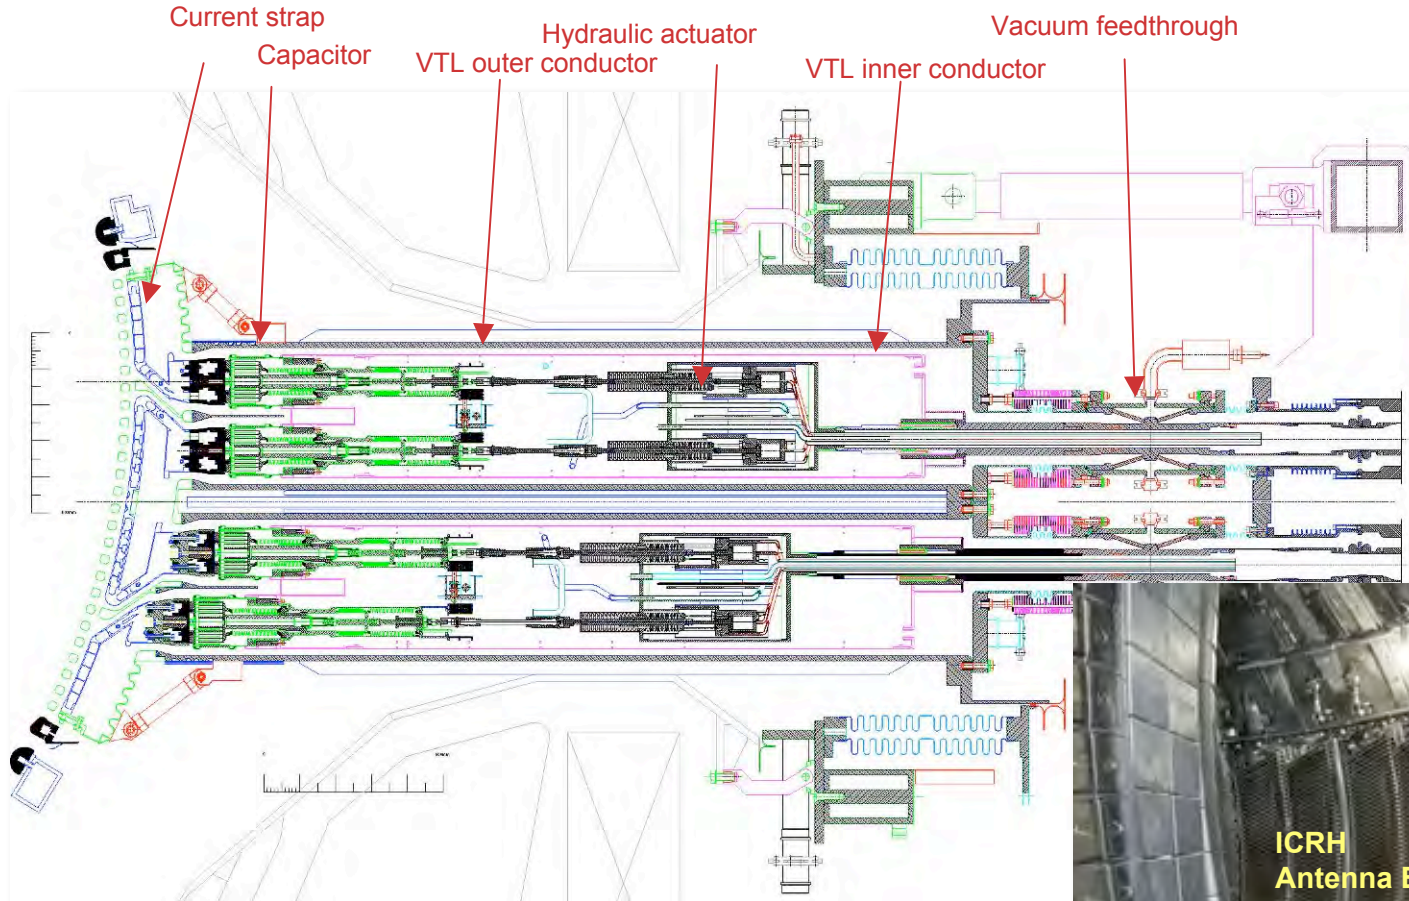 Current strap
Capacitor
VTL outer conductor
Hydraulic actuator
VTL inner conductor
Vacuum feedthrough
ICRH
Antenna